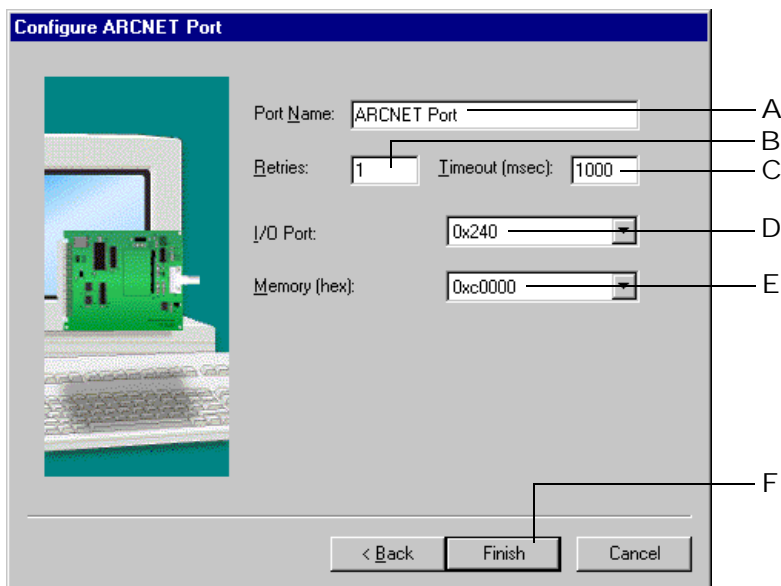 Configure ARCNET Port
Port Name: ARCNET Port A
B
Retries: 1 Timeout (msec): 1000 C
I/O Port: 0x240 D
Memory (hex): 0xc0000 E
F
< Back Finish Cancel